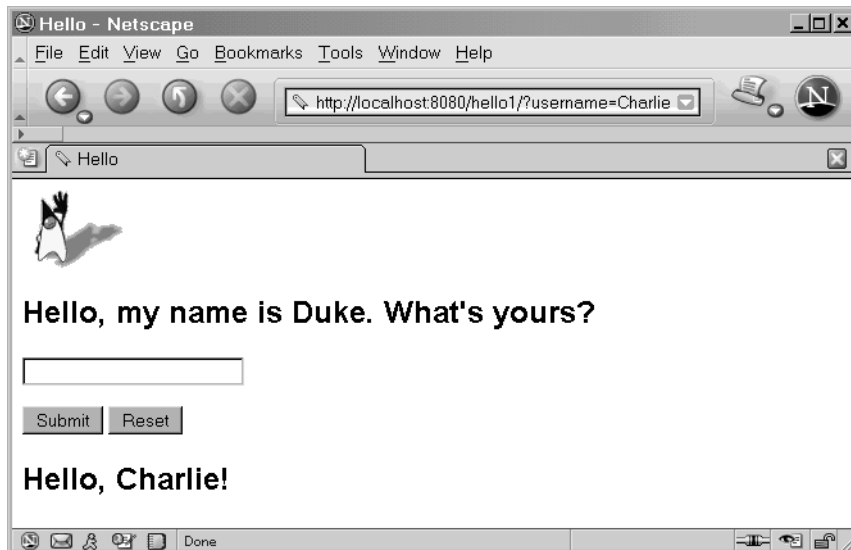 Hello - Netscape
File Edit View Go Bookmarks Tools Window Help
http://localhost:8080/hello1/?username=Charlie
N
Hello
Hello, my name is Duke. What's yours?
Submit Reset
Hello, Charlie!
Done